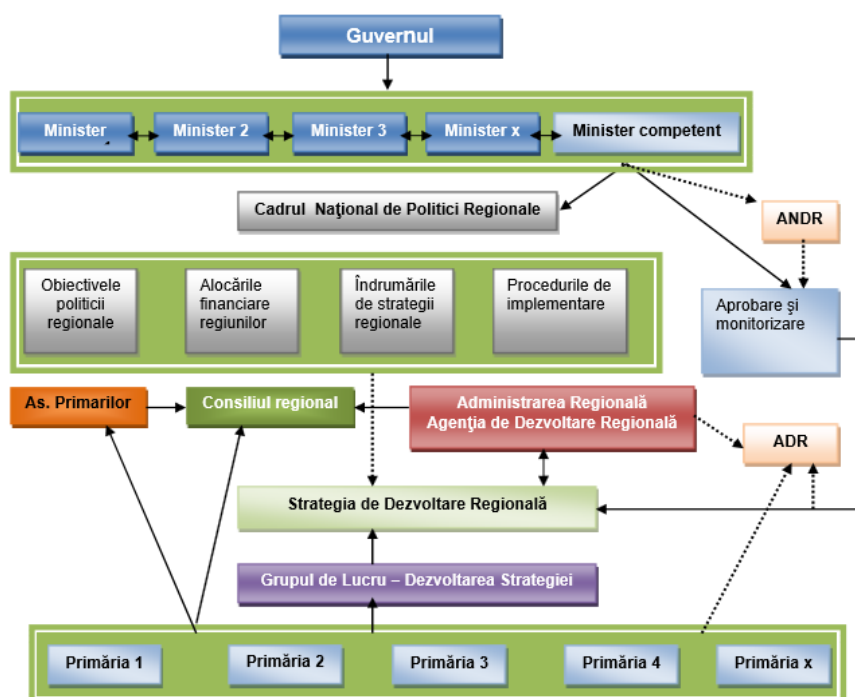 Guvernul
Minister
Minister 2
Minister 3
Minister x
Minister competent
Cadrul Naţional de Politici Regionale
ANDR
Obiectivele
politicii
regionale
Alocările
financiare
regiunilor
Îndrumările
de strategii
regionale
Procedurile de
implementare
Aprobare şi
monitorizare
As. Primarilor
Consiliul regional
Administrarea Regională
Agenţia de Dezvoltare Regională
ADR
Strategia de Dezvoltare Regională
Grupul de Lucru – Dezvoltarea Strategiei
Primăria 1
Primăria 2
Primăria 3
Primăria 4
Primăria x